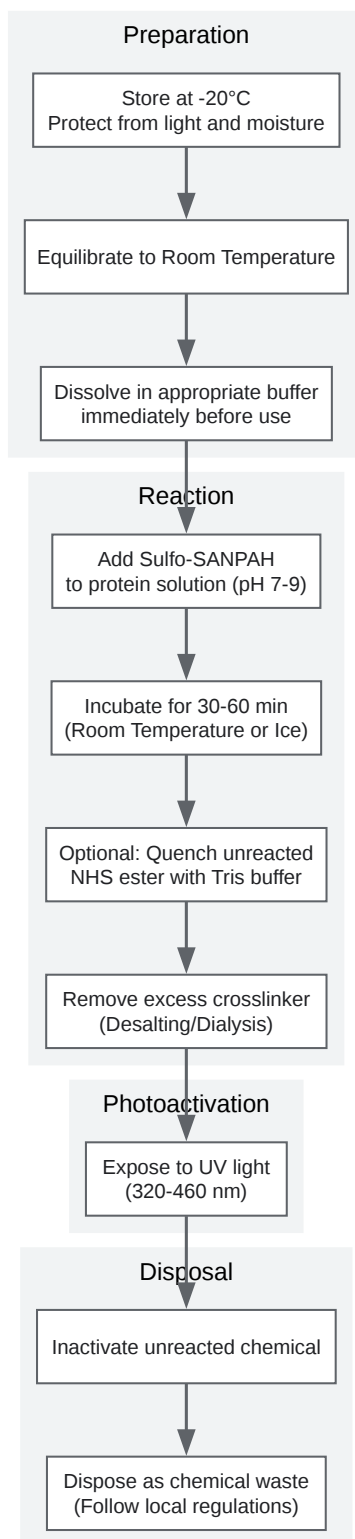 Preparation
Store at -20°C
Protect from light and moisture
Equilibrate to Room Temperature
Dissolve in appropriate buffer
immediately before use
Reaction
Add Sulfo-SANPAH
to protein solution (pH 7-9)
Incubate for 30-60 min
(Room Temperature or Ice)
Optional: Quench unreacted
NHS ester with Tris buffer
Remove excess crosslinker
(Desalting/Dialysis)
Photoactivation
Expose to UV light
(320-460 nm)
Disposal
Inactivate unreacted chemical
Dispose as chemical waste
(Follow local regulations)